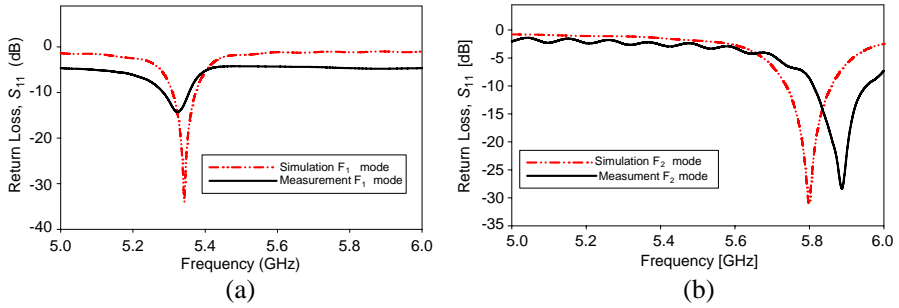 Return Loss, S11 (dB)
0
-10
-20
-30
-40
Simulation F1 mode
Measurement F1 mode
5.0 5.2 5.4 5.6 5.8 6.0
Frequency (GHz)
(a)
Return Loss, S11 [dB]
0
-5
-10
-15
-20
-25
-30
-35
Simulation F2 mode
Measument F2 mode
5.0 5.2 5.4 5.6 5.8 6.0
Frequency [GHz]
(b)